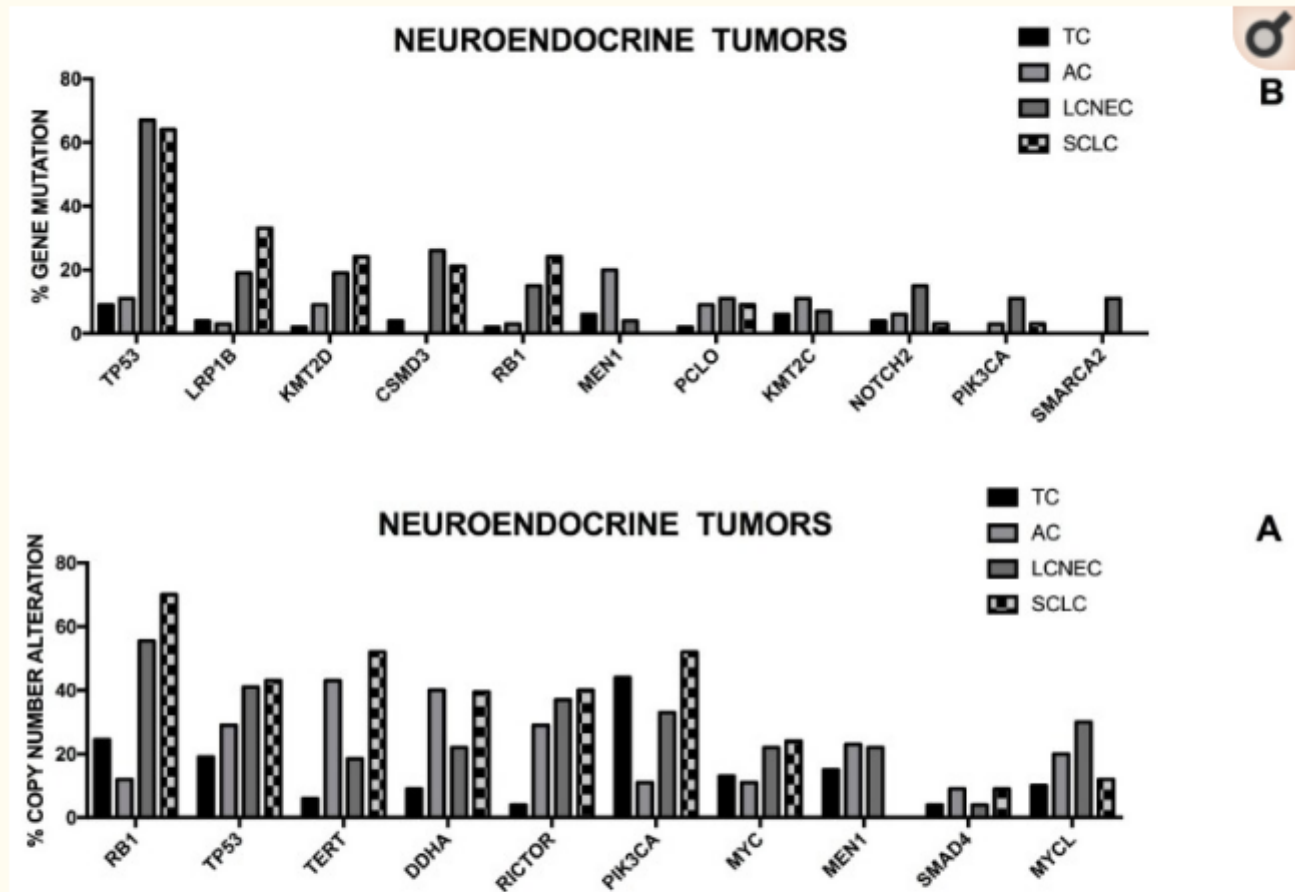 NEUROENDOCRINE TUMORS
TC
AC
LCNEC
SCLC
B
% GENE MUTATION
80
60
40
20
0
TP53
LRP1B
KMT2D
CSMD3
RB1
MEN1
PCLO
KMT2C
NOTCH2
PIK3CA
SMARCA2
NEUROENDOCRINE TUMORS
TC
AC
LCNEC
SCLC
A
% COPY NUMBER ALTERATION
80
60
40
20
0
RB1
TP53
TERT
DDHA
RICTOR
PIK3CA
MYC
MEN1
SMAD4
MYCL